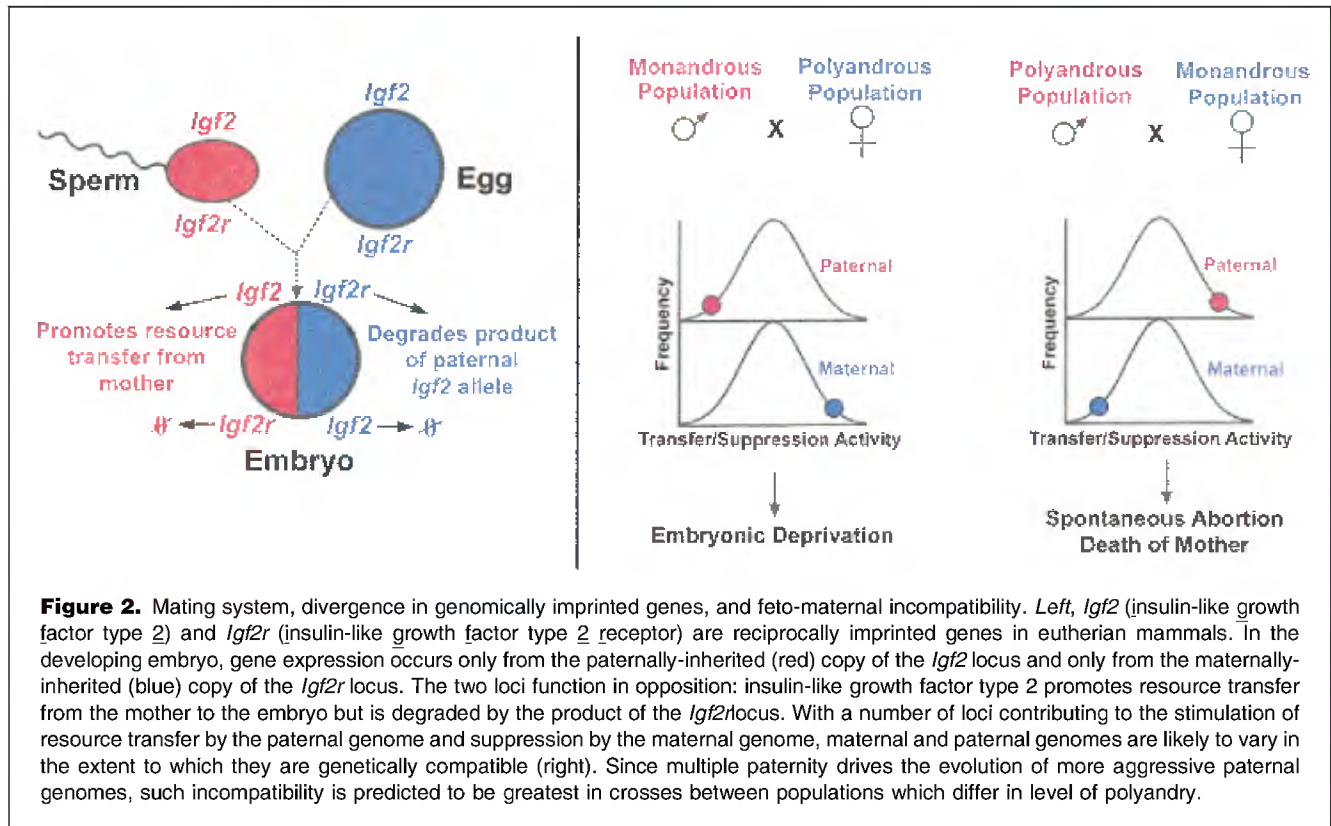 Igf2
Sperm
Igf2r
Igf2
Egg
Igf2r
Igf2 Igf2r
Promotes resource
transfer from
mother
Degrades product
of paternal
Igf2 allele
Igf2r Igf2
Embryo
Monandrous
Population
Polyandrous
Population
X
Frequency
Paternal
Maternal
Transfer/Suppression Activity
Embryonic Deprivation
Polyandrous
Population
Monandrous
Population
X
Frequency
Paternal
Maternal
Transfer/Suppression Activity
Spontaneous Abortion
Death of Mother
Figure 2. Mating system, divergence in genomically imprinted genes, and feto-maternal incompatibility. Left, Igf2 (insulin-like growth
factor type 2) and Igf2r (insulin-like growth factor type 2 receptor) are reciprocally imprinted genes in eutherian mammals. In the
developing embryo, gene expression occurs only from the paternally-inherited (red) copy of the Igf2 locus and only from the maternally-
inherited (blue) copy of the Igf2r locus. The two loci function in opposition: insulin-like growth factor type 2 promotes resource transfer
from the mother to the embryo but is degraded by the product of the Igf2rlocus. With a number of loci contributing to the stimulation of
resource transfer by the paternal genome and suppression by the maternal genome, maternal and paternal genomes are likely to vary in
the extent to which they are genetically compatible (right). Since multiple paternity drives the evolution of more aggressive paternal
genomes, such incompatibility is predicted to be greatest in crosses between populations which differ in level of polyandry.